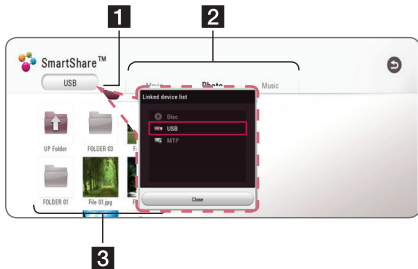 1
2
SmartShare™
USB
Photo
Music
Linked device list
Disc
USB
MTP
Close
UP Folder
FOLDER 03
FOLDER 01
File 01.jpg
3